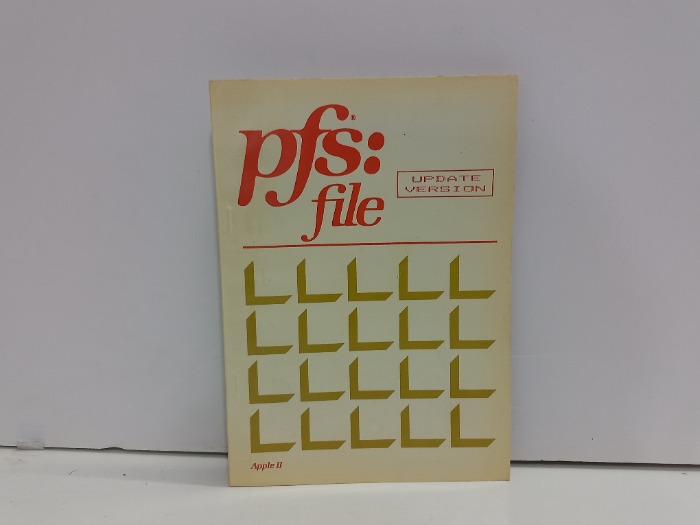 pfs:®
file
UPDATE
VERSION
Apple II